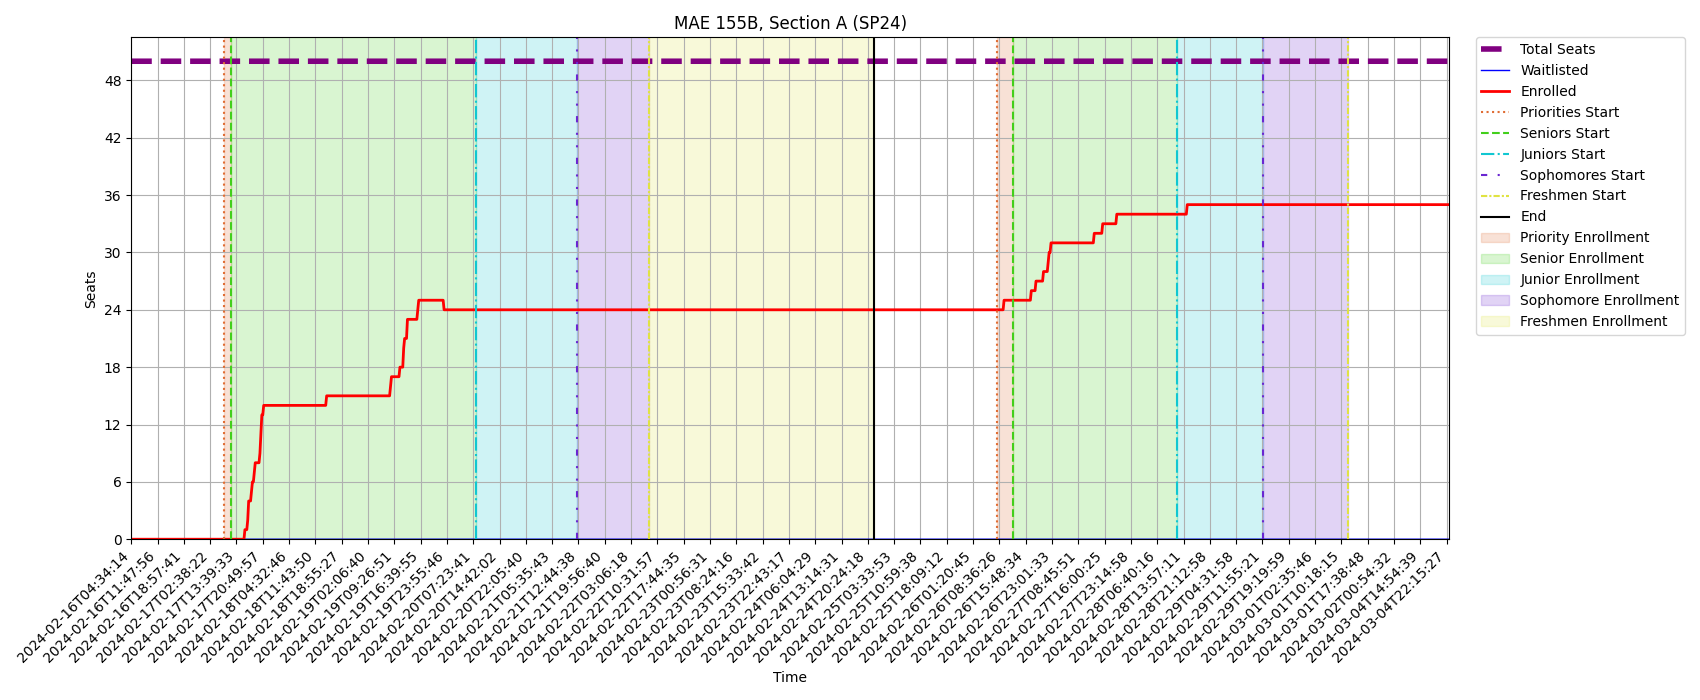 MAE 155B, Section A (SP24)
Seats
48
42
36
30
24
18
12
6
0
2024-02-16T04:34:14
2024-02-16T11:47:56
2024-02-16T18:57:41
2024-02-17T02:38:22
2024-02-17T13:39:33
2024-02-17T20:49:57
2024-02-18T04:32:46
2024-02-18T11:43:50
2024-02-18T18:55:27
2024-02-19T02:06:40
2024-02-19T09:26:51
2024-02-19T16:39:55
2024-02-19T23:55:46
2024-02-20T07:23:41
2024-02-20T14:42:02
2024-02-20T22:05:40
2024-02-21T05:35:43
2024-02-21T12:44:38
2024-02-21T19:56:40
2024-02-22T03:06:18
2024-02-22T10:31:57
2024-02-22T17:44:35
2024-02-23T00:56:31
2024-02-23T08:24:16
2024-02-23T15:33:42
2024-02-23T22:43:17
2024-02-24T06:04:29
2024-02-24T13:14:31
2024-02-24T20:24:18
2024-02-25T03:33:53
2024-02-25T10:59:38
2024-02-25T18:09:12
2024-02-26T01:20:45
2024-02-26T08:36:26
2024-02-26T15:48:34
2024-02-26T23:01:33
2024-02-27T08:45:51
2024-02-27T16:00:25
2024-02-27T23:14:58
2024-02-28T06:40:16
2024-02-28T13:57:11
2024-02-28T21:12:58
2024-02-29T04:31:58
2024-02-29T11:55:21
2024-02-29T19:19:59
2024-03-01T02:35:46
2024-03-01T10:18:15
2024-03-01T17:38:48
2024-03-02T00:54:32
2024-03-04T14:54:39
2024-03-04T22:15:27
Time
Total Seats
Waitlisted
Enrolled
Priorities Start
Seniors Start
Juniors Start
Sophomores Start
Freshmen Start
End
Priority Enrollment
Senior Enrollment
Junior Enrollment
Sophomore Enrollment
Freshmen Enrollment